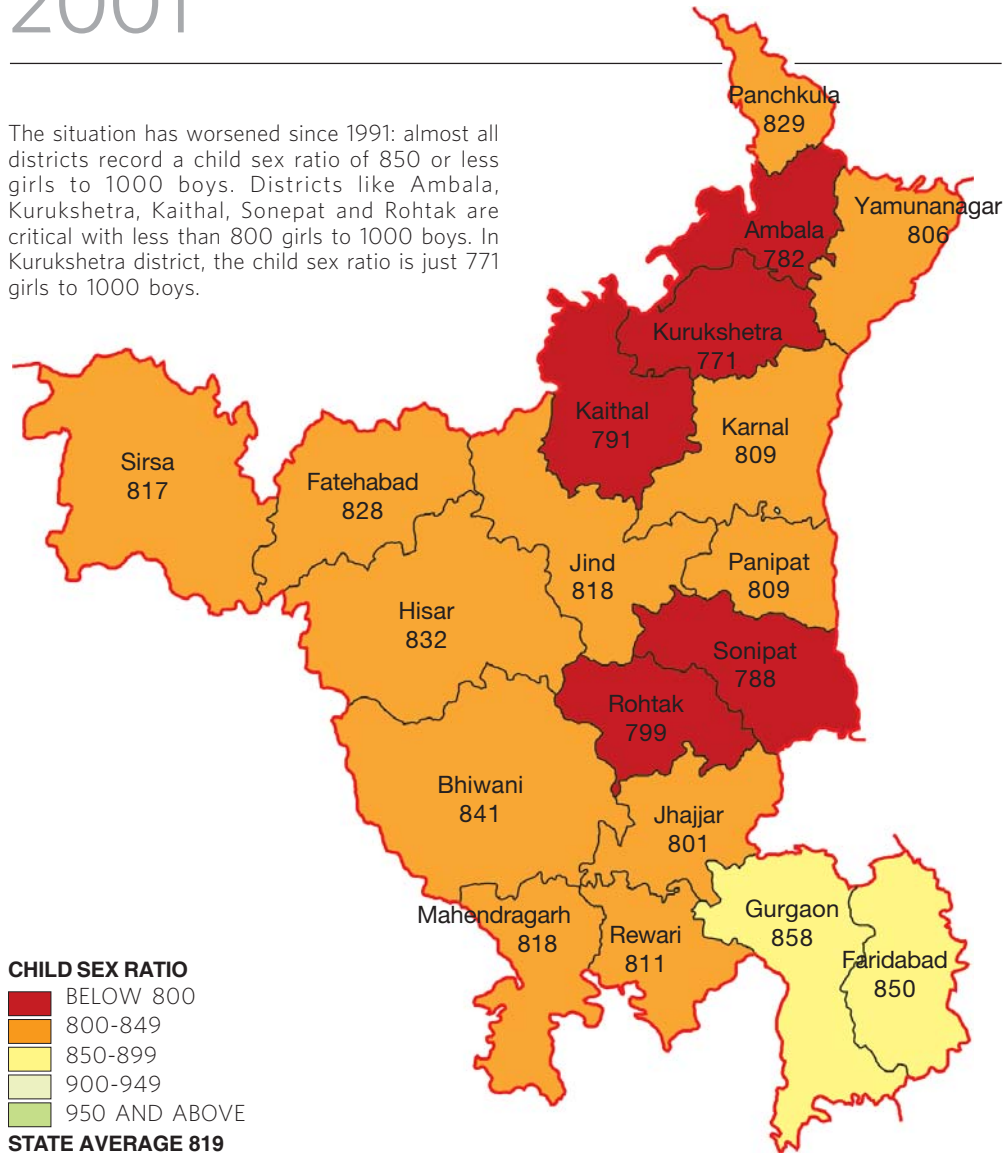 2001
The situation has worsened since 1991: almost all
districts record a child sex ratio of 850 or less
girls to 1000 boys. Districts like Ambala,
Kurukshetra, Kaithal, Sonepat and Rohtak are
critical with less than 800 girls to 1000 boys. In
Kurukshetra district, the child sex ratio is just 771
girls to 1000 boys.
Panchkula
829
Ambala
782
Yamunanagar
806
Kurukshetra
771
Kaithal
791
Karnal
809
Sirsa
817
Fatehabad
828
Jind
818
Panipat
809
Hisar
832
Sonipat
788
Rohtak
799
Bhiwani
841
Jhajjar
801
Mahendragarh
818
Rewari
811
Gurgaon
858
Faridabad
850
CHILD SEX RATIO
BELOW 800
800-849
850-899
900-949
950 AND ABOVE
STATE AVERAGE 819